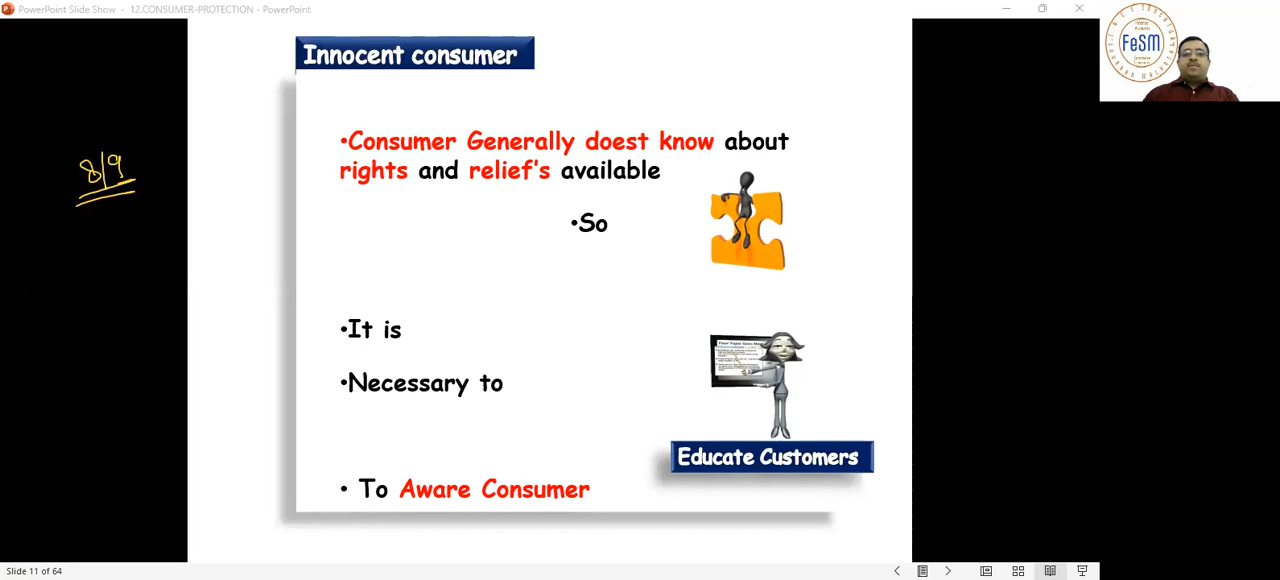 PowerPoint Slide Show - 12.CONSUMER-PROTECTION - PowerPoint
Innocent consumer
•Consumer Generally doest know about
rights and relief's available
•So
8/9
•It is
•Necessary to
Educate Customers
• To Aware Consumer
FeSM
Slide 11 of 64